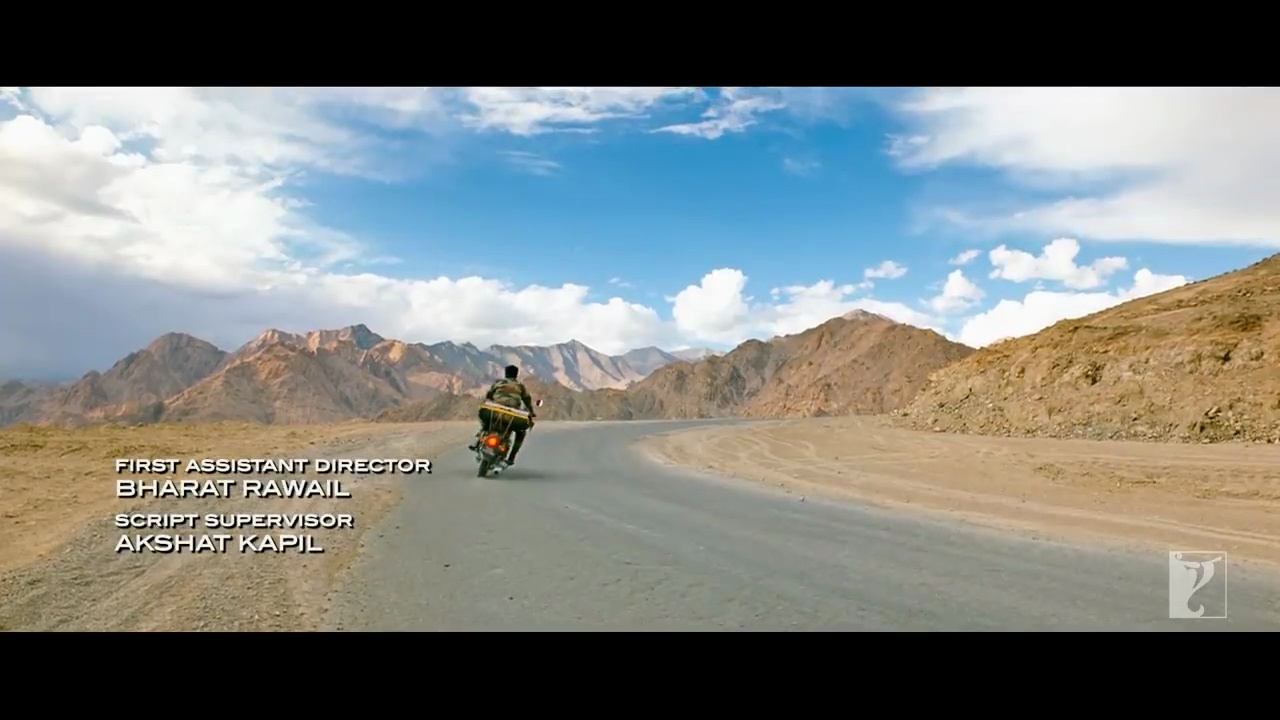 FIRST ASSISTANT DIRECTOR
BHARAT RAWAIL
SCRIPT SUPERVISOR
AKSHAT KAPIL